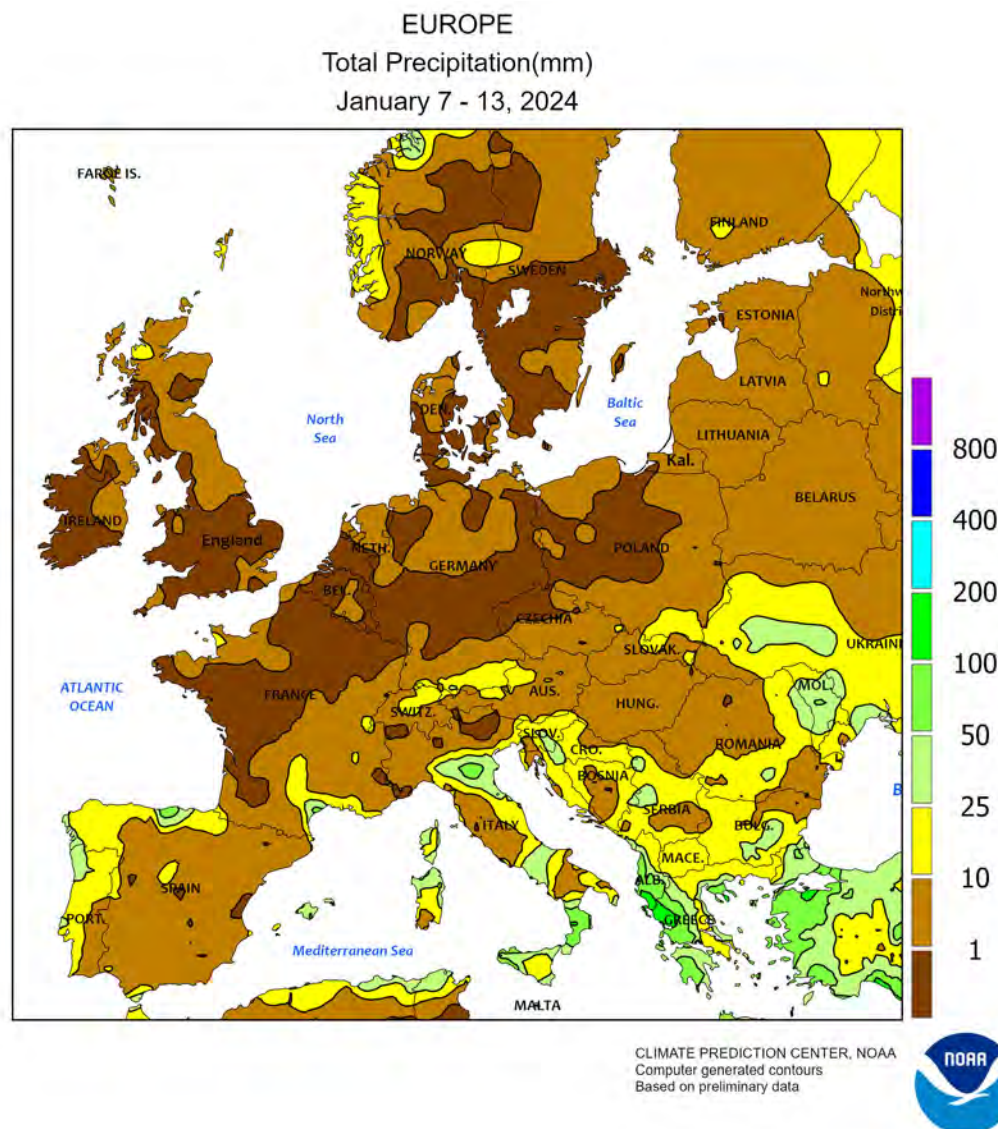 EUROPE
Total Precipitation(mm)
January 7 - 13, 2024
FAROE IS.
FINLAND
NORWAY
SWEDEN
Northw
Distri
ESTONIA
LATVIA
North
Sea
DEN.
Baltic
Sea
LITHUANIA
Kal.
BELARUS
IRELAND
England
NETH.
GERMANY
POLAND
BEL.
CZECHIA
UKRAIN
SLOVAK.
ATLANTIC
OCEAN
FRANCE
SWITZ.
AUS.
MOL.
HUNG.
ROMANIA
SLOV.
CRO.
BOSNIA
B
SERBIA
BULG.
ITALY
MACE.
SPAIN
ALB.
PORT.
GREECE
Mediterranean Sea
MALTA
800
400
200
100
50
25
10
1
CLIMATE PREDICTION CENTER, NOAA
Computer generated contours
Based on preliminary data
NOAA